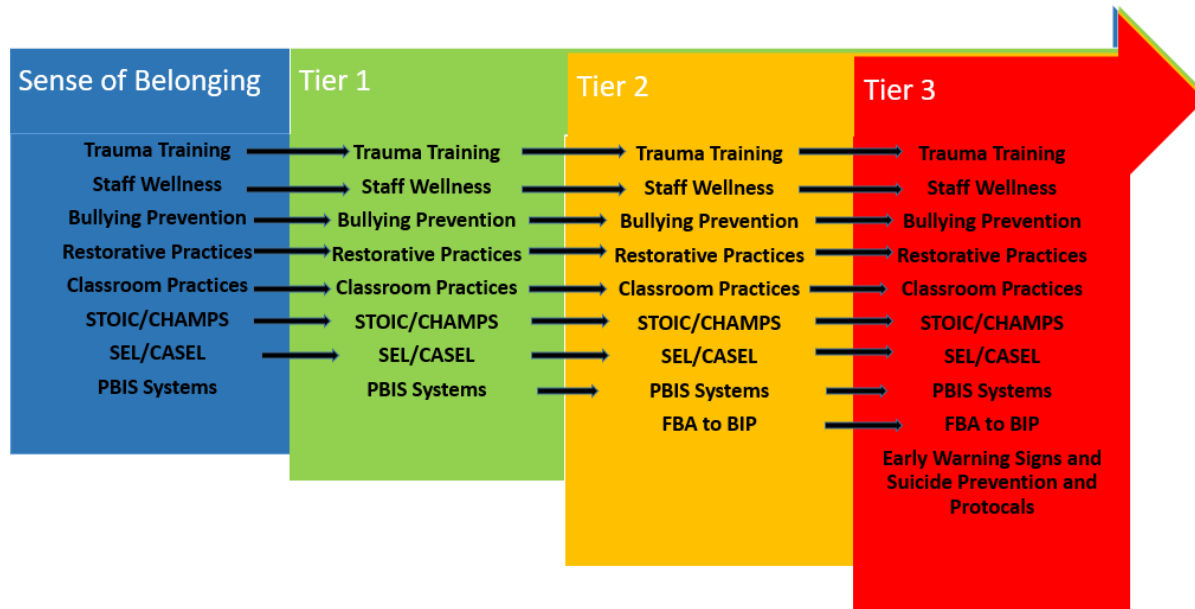 Sense of Belonging
Trauma Training
Staff Wellness
Bullying Prevention
Restorative Practices
Classroom Practices
STOIC/CHAMPS
SEL/CASEL
PBIS Systems
Tier 1
Trauma Training
Staff Wellness
Bullying Prevention
Restorative Practices
Classroom Practices
STOIC/CHAMPS
SEL/CASEL
PBIS Systems
Tier 2
Trauma Training
Staff Wellness
Bullying Prevention
Restorative Practices
Classroom Practices
STOIC/CHAMPS
SEL/CASEL
PBIS Systems
FBA to BIP
Tier 3
Trauma Training
Staff Wellness
Bullying Prevention
Restorative Practices
Classroom Practices
STOIC/CHAMPS
SEL/CASEL
PBIS Systems
FBA to BIP
Early Warning Signs and
Suicide Prevention and
Protocals